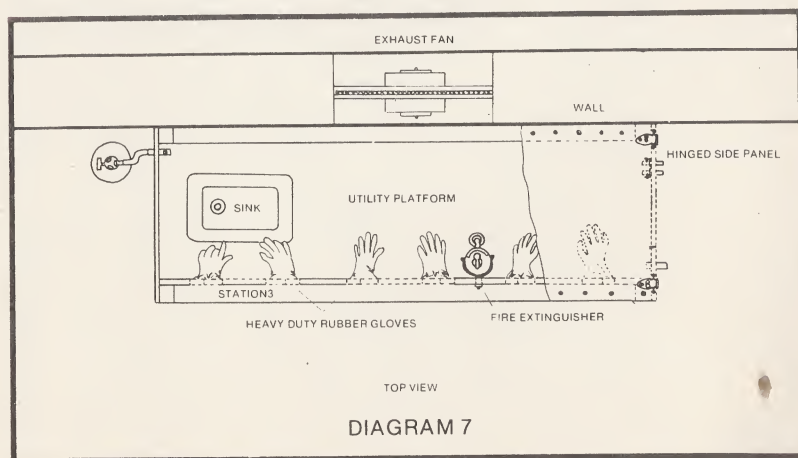 EXHAUST FAN
WALL
HINGED SIDE PANEL
SINK
UTILITY PLATFORM
STATION3
HEAVY DUTY RUBBER GLOVES
FIRE EXTINGUISHER
TOP VIEW
DIAGRAM 7